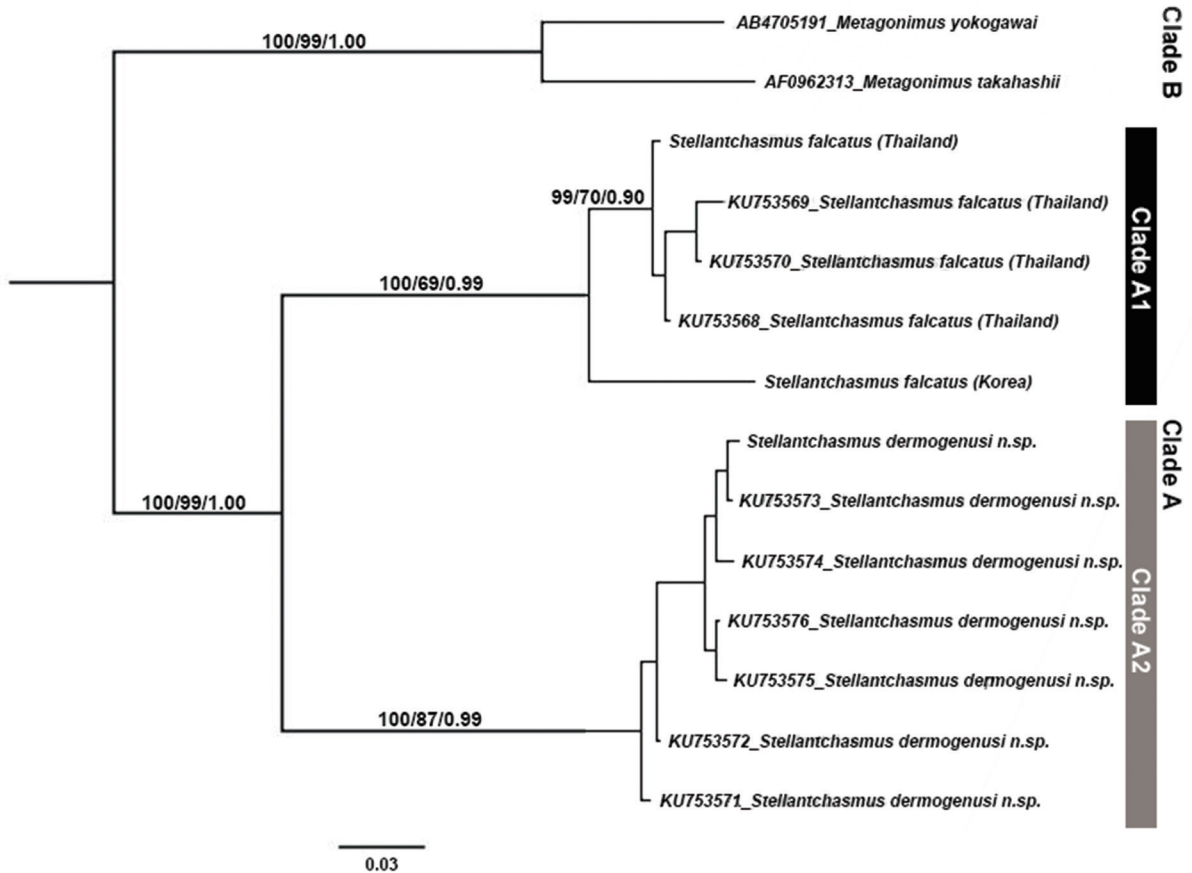 AB4705191_Metagonimus yokogawai
100/99/1.00
AF0962313_Metagonimus takahashii
Clade B
Stellantchasmus falcatus (Thailand)
99/70/0.90
KU753569_Stellantchasmus falcatus (Thailand)
KU753570_Stellantchasmus falcatus (Thailand)
100/69/0.99
KU753568_Stellantchasmus falcatus (Thailand)
Stellantchasmus falcatus (Korea)
Clade A1
Clade A
Stellantchasmus dermogenusi n.sp.
100/99/1.00
KU753573_Stellantchasmus dermogenusi n.sp.
KU753574_Stellantchasmus dermogenusi n.sp.
KU753576_Stellantchasmus dermogenusi n.sp.
KU753575_Stellantchasmus dermogenusi n.sp.
Clade A2
100/87/0.99
KU753572_Stellantchasmus dermogenusi n.sp.
KU753571_Stellantchasmus dermogenusi n.sp.
0.03